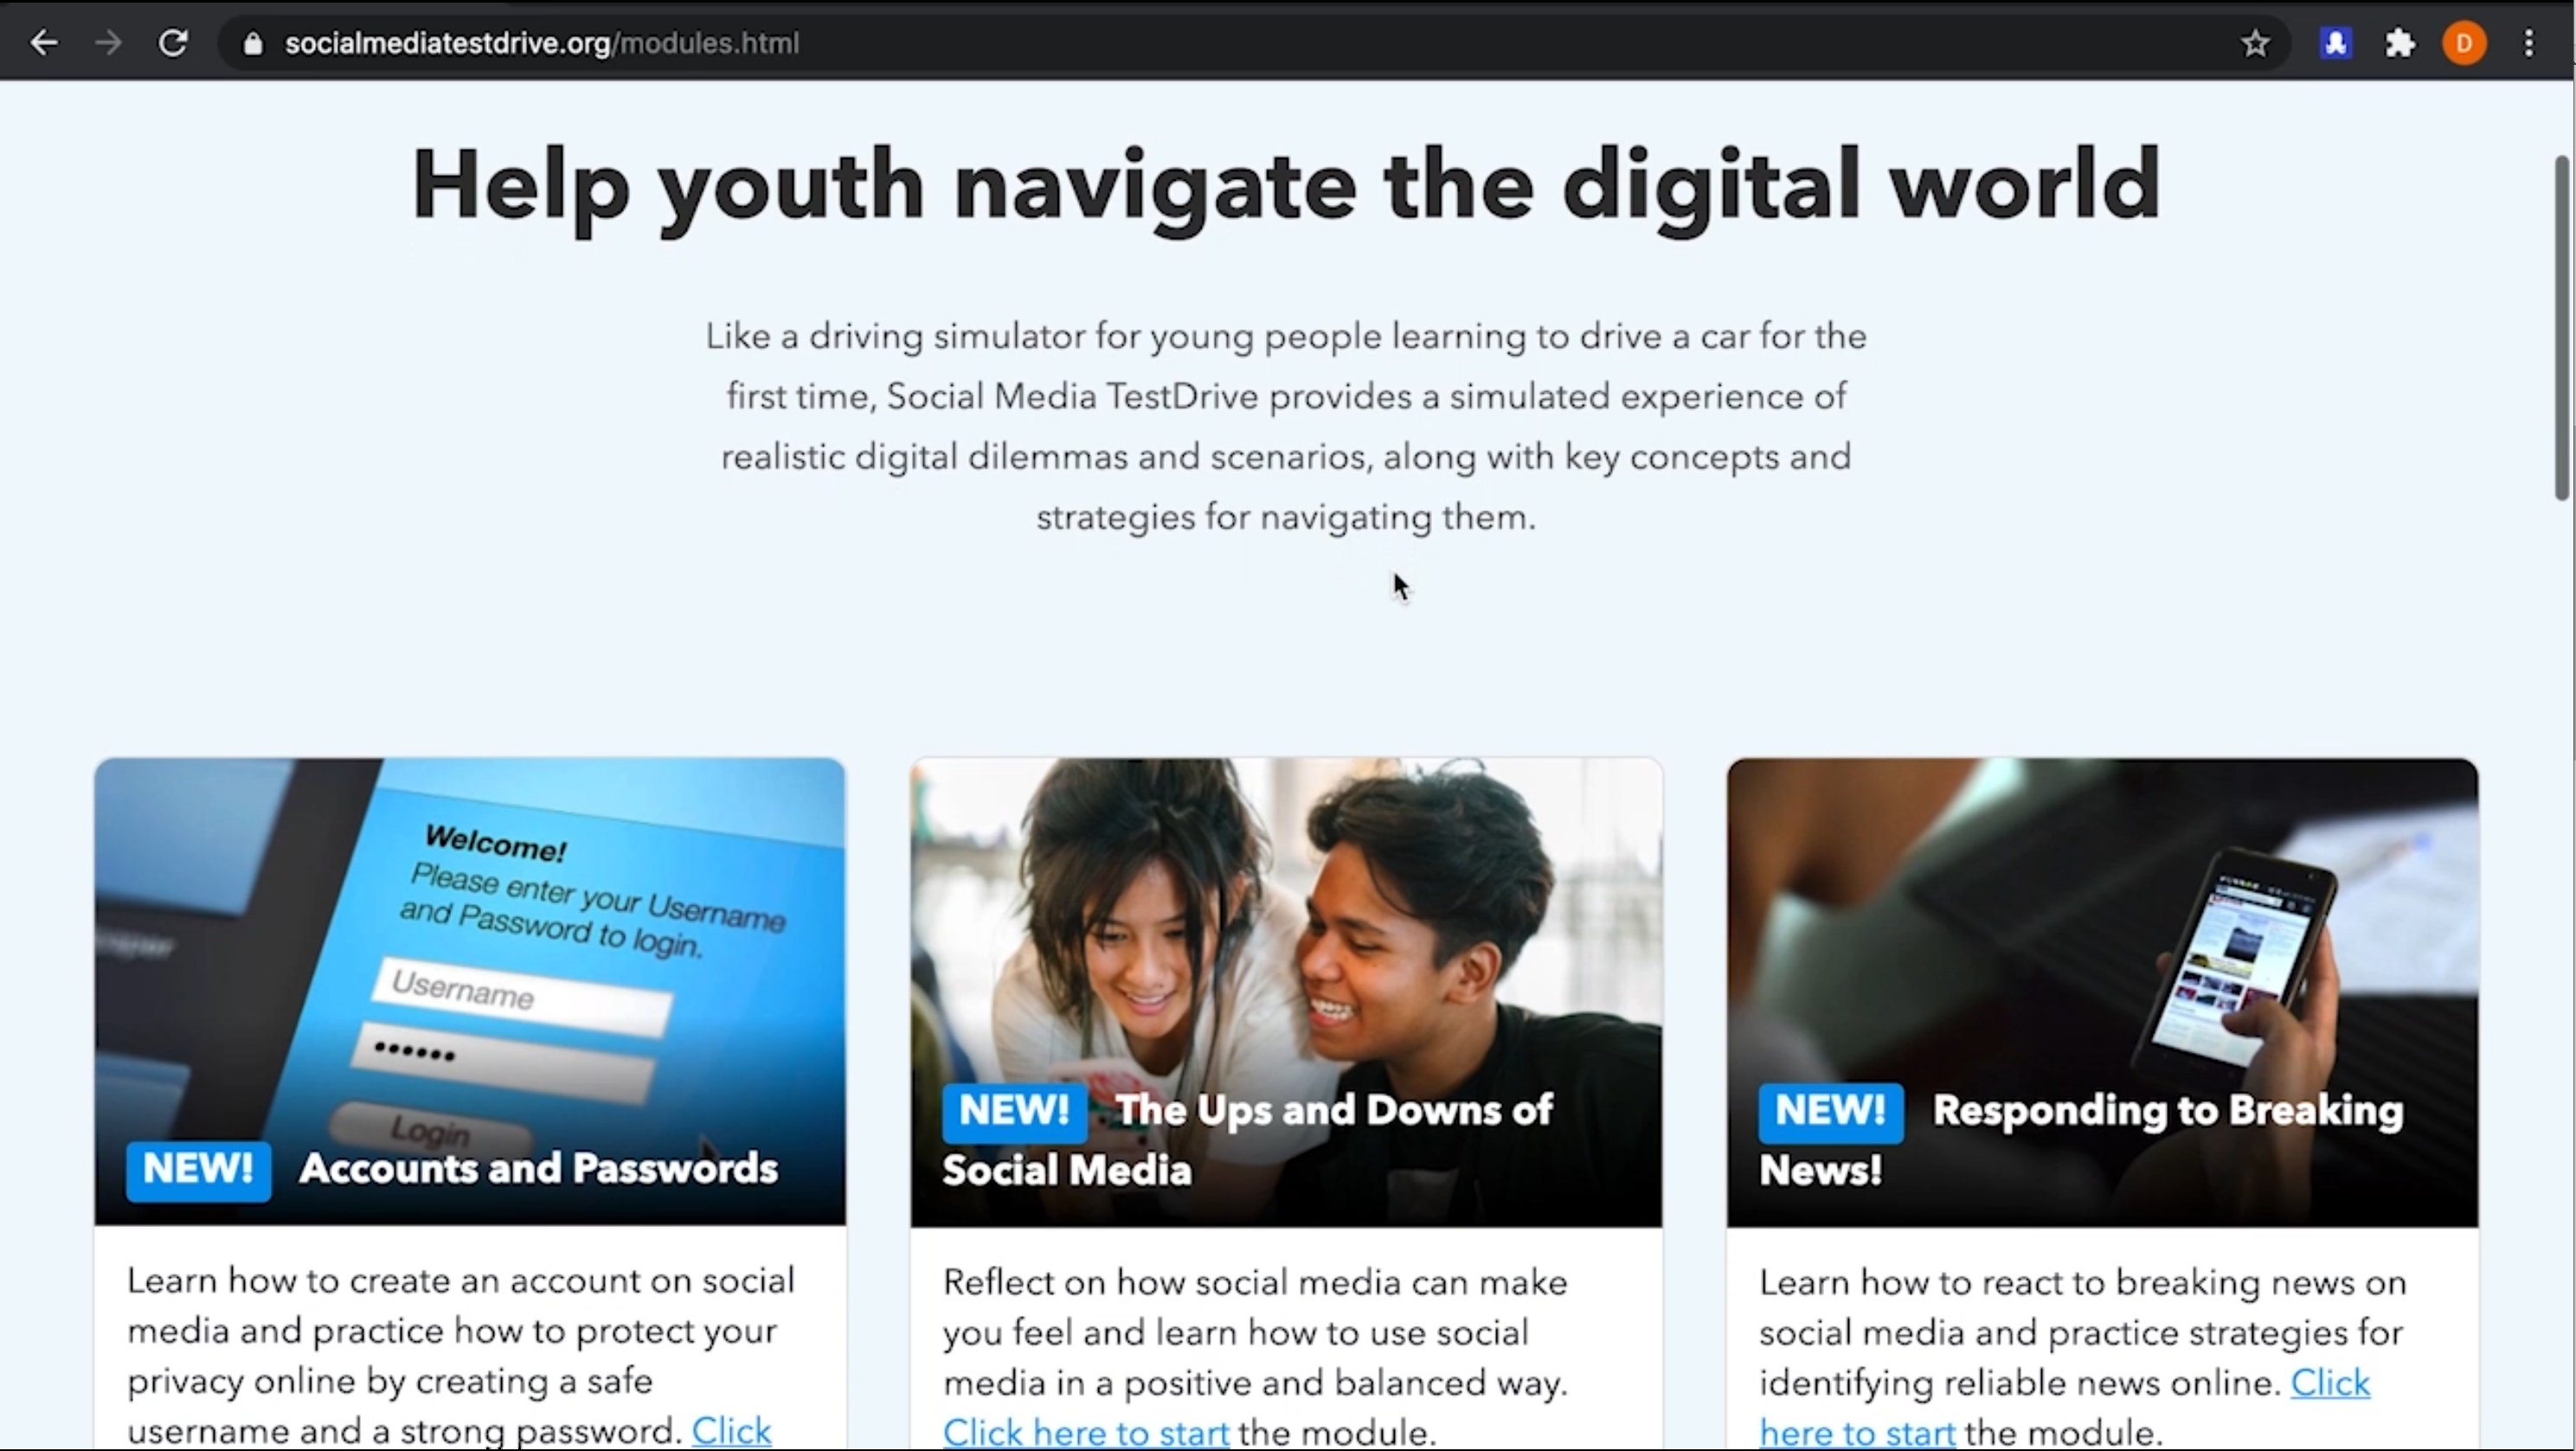 socialmediatestdrive.org/modules.html
D
Help youth navigate the digital world
Like a driving simulator for young people learning to drive a car for the
first time, Social Media TestDrive provides a simulated experience of
realistic digital dilemmas and scenarios, along with key concepts and
strategies for navigating them.
Welcome!
Please enter your Username
and Password to login.
Username
••••••
Login
NEW! Accounts and Passwords
Learn how to create an account on social
media and practice how to protect your
privacy online by creating a safe
username and a strong password. Click
NEW! The Ups and Downs of
Social Media
Reflect on how social media can make
you feel and learn how to use social
media in a positive and balanced way.
Click here to start the module.
NEW! Responding to Breaking
News!
Learn how to react to breaking news on
social media and practice strategies for
identifying reliable news online. Click
here to start the module.